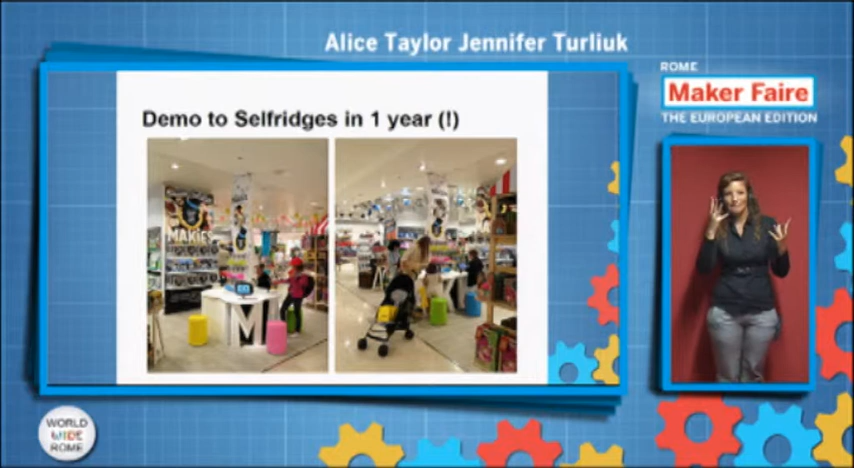 Alice Taylor Jennifer Turliuk
ROME
Maker Faire
THE EUROPEAN EDITION
Demo to Selfridges in 1 year (!)
MAKIES
M
WORLD
WIDE
ROME